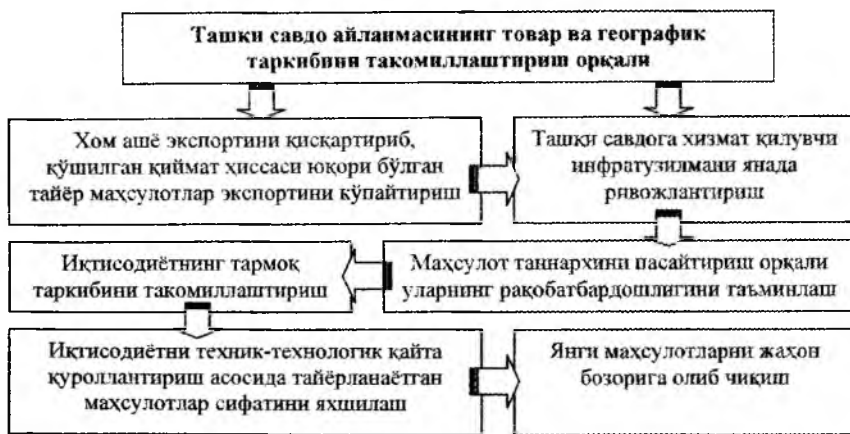 Ташқи савдо айланмасининг товар ва географик
таркибини такомиллаштириш орқали
Хом ашё экспортини қисқартириб,
қўшилган қиймат ҳиссаси юқори бўлган
тайёр маҳсулотлар экспортини кўпайтириш
Ташқи савдога хизмат қилувчи
инфратузилмани янада
ривожлантириш
Маҳсулот таннархини пасайтириш орқали
уларнинг рақобатбардошлигини таъминлаш
Иқтисодиётнинг тармоқ
таркибини такомиллаштириш
Иқтисодиётни техник-технологик қайта
қуроллантириш асосида тайёрланаётган
маҳсулотлар сифатини яхшилаш
Янги маҳсулотларни жаҳон
бозорига олиб чиқиш